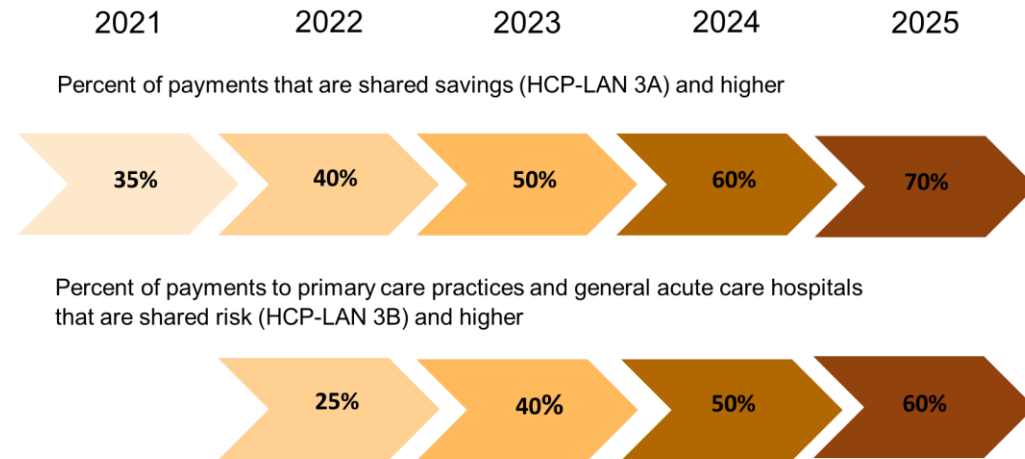 2021 2022 2023 2024 2025
Percent of payments that are shared savings (HCP-LAN 3A) and higher
35% 40% 50% 60% 70%
Percent of payments to primary care practices and general acute care hospitals
that are shared risk (HCP-LAN 3B) and higher
25% 40% 50% 60%